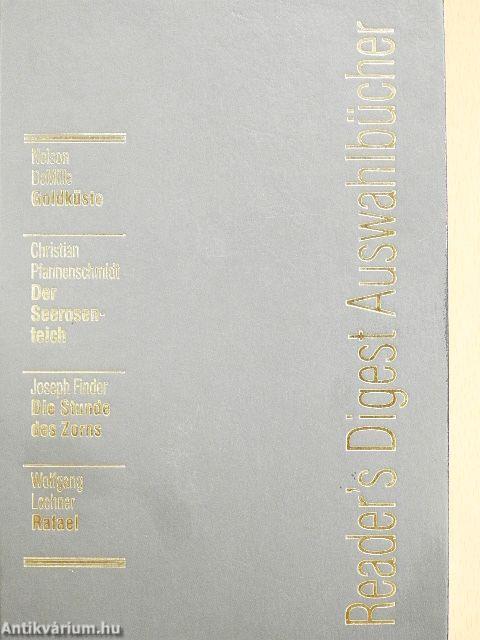 Nelson
DeMille
Goldküste
Christian
Pfannenschmidt
Der
Seerosen-
teich
Joseph Finder
Die Stunde
des Zorns
Wolfgang
Lechner
Rafael
Reader's Digest Auswahlbücher
Antikvárium.hu